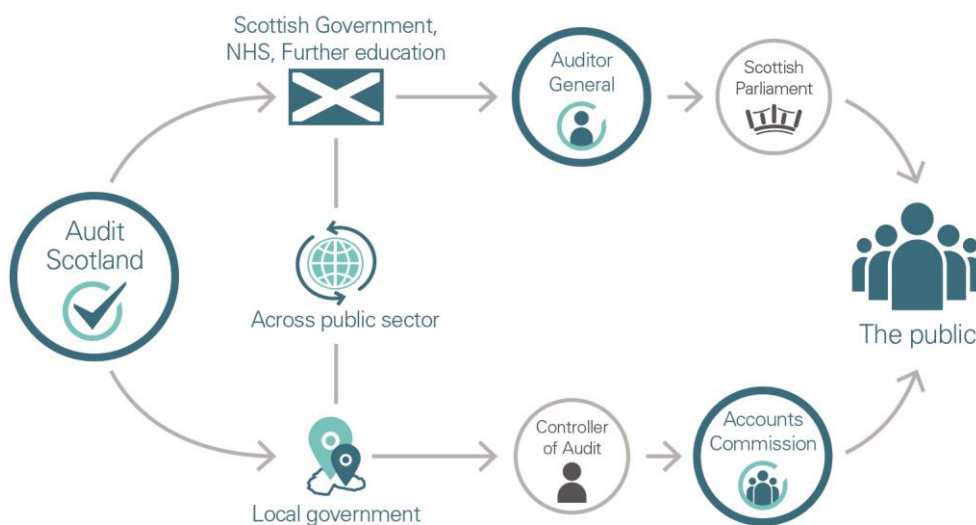 Scottish Government,
NHS, Further education
Auditor
General
Scottish
Parliament
Audit
Scotland
Across public sector
The public
Controller
of Audit
Accounts
Commission
Local government